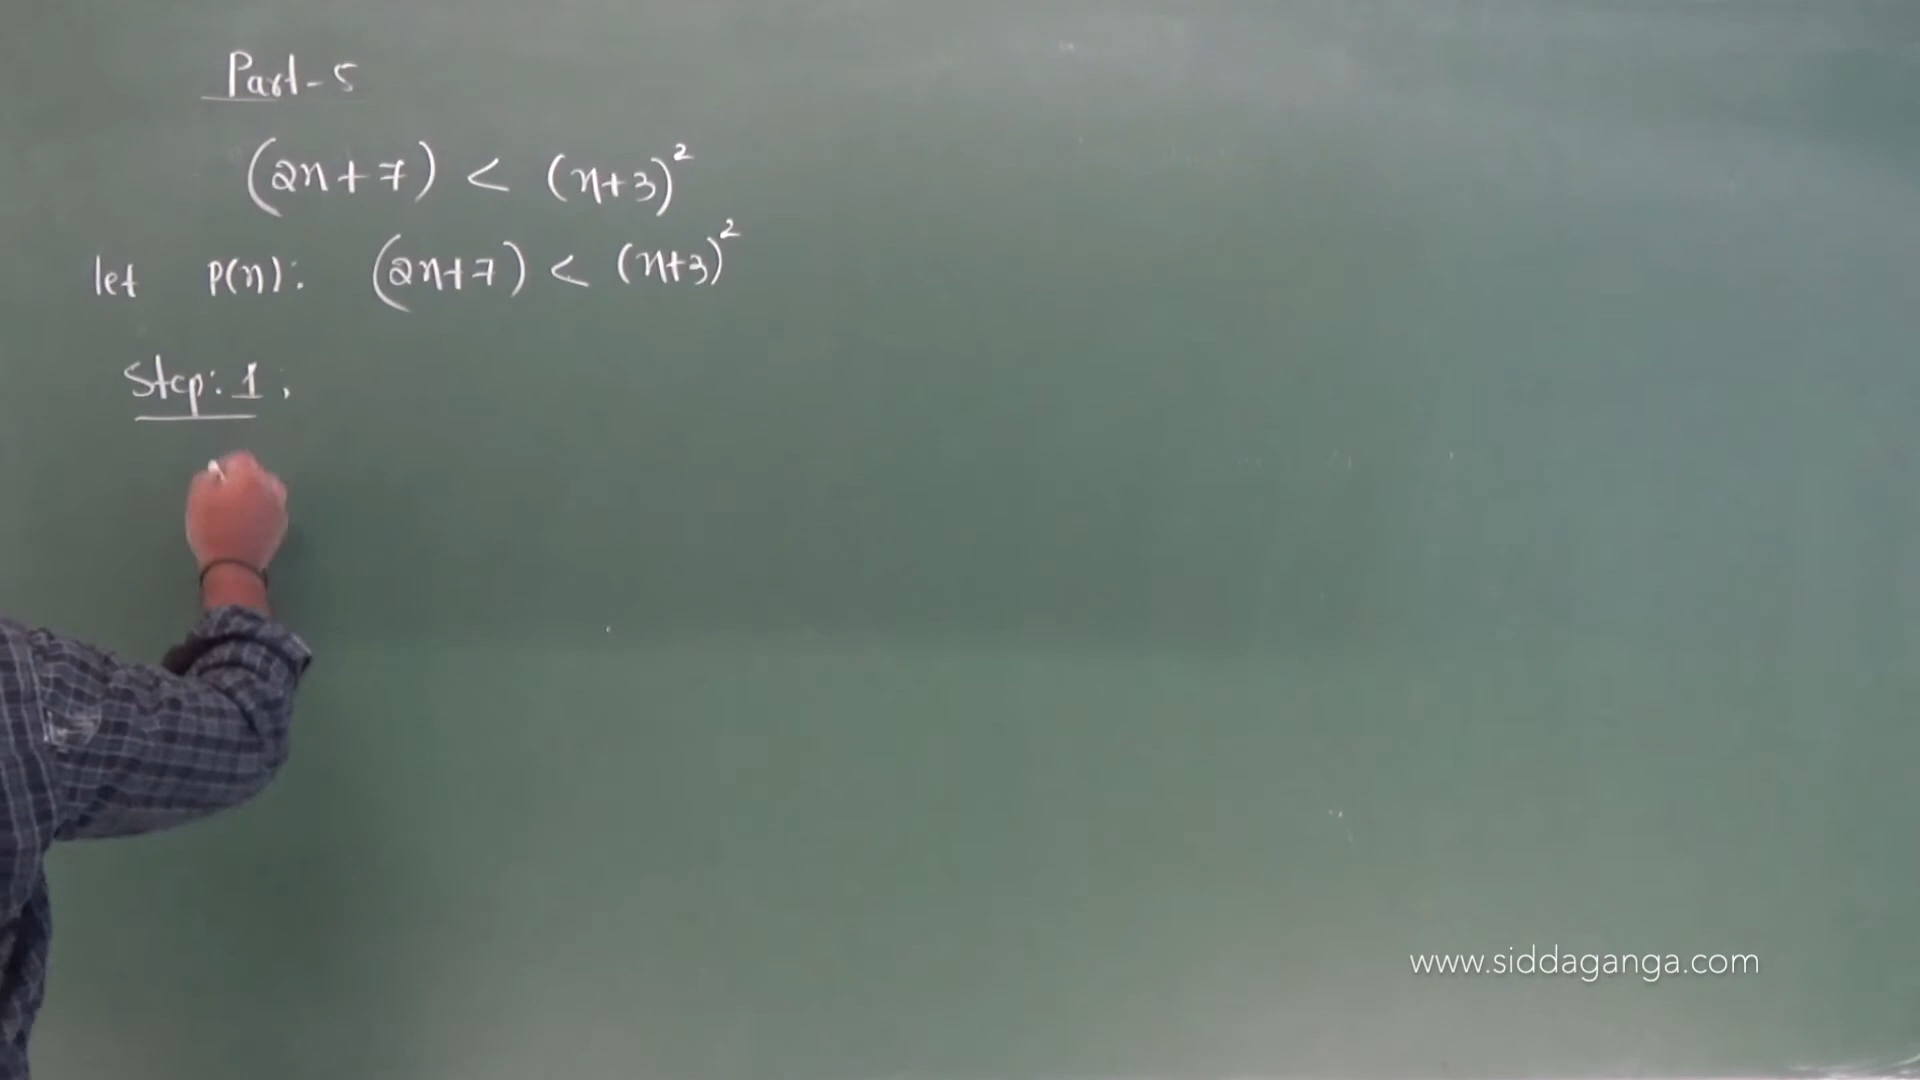 Part-5
(2n+7) < (n+3)²
let P(n): (2n+7) < (n+3)²
Step: 1:
www.siddaganga.com